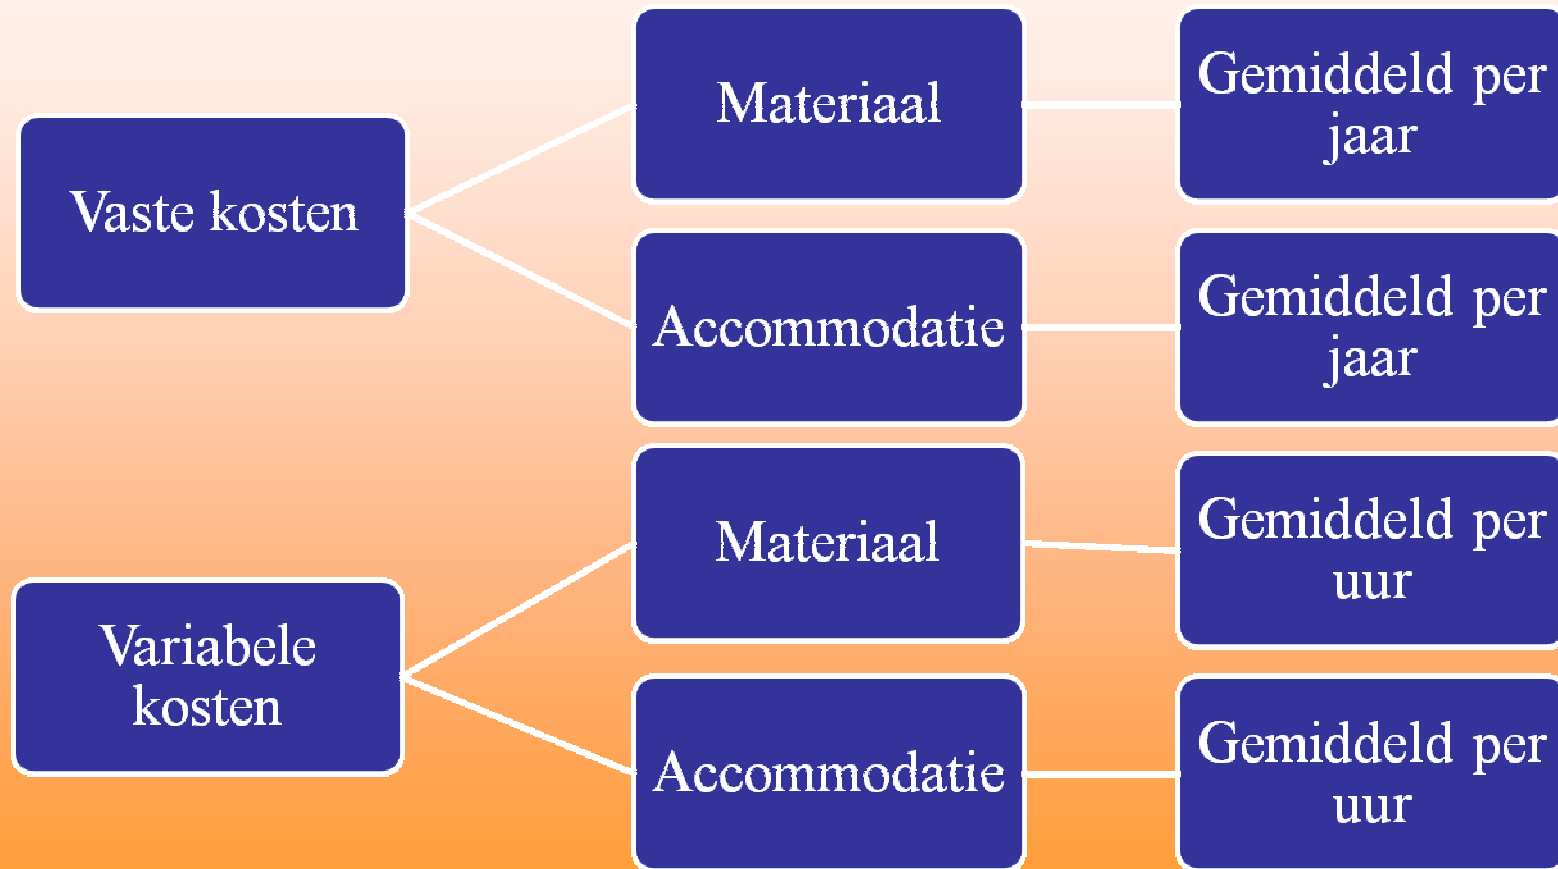 Vaste kosten
Materiaal
Gemiddeld per
jaar
Accommodatie
Gemiddeld per
jaar
Variabele
kosten
Materiaal
Gemiddeld per
uur
Accommodatie
Gemiddeld per
uur